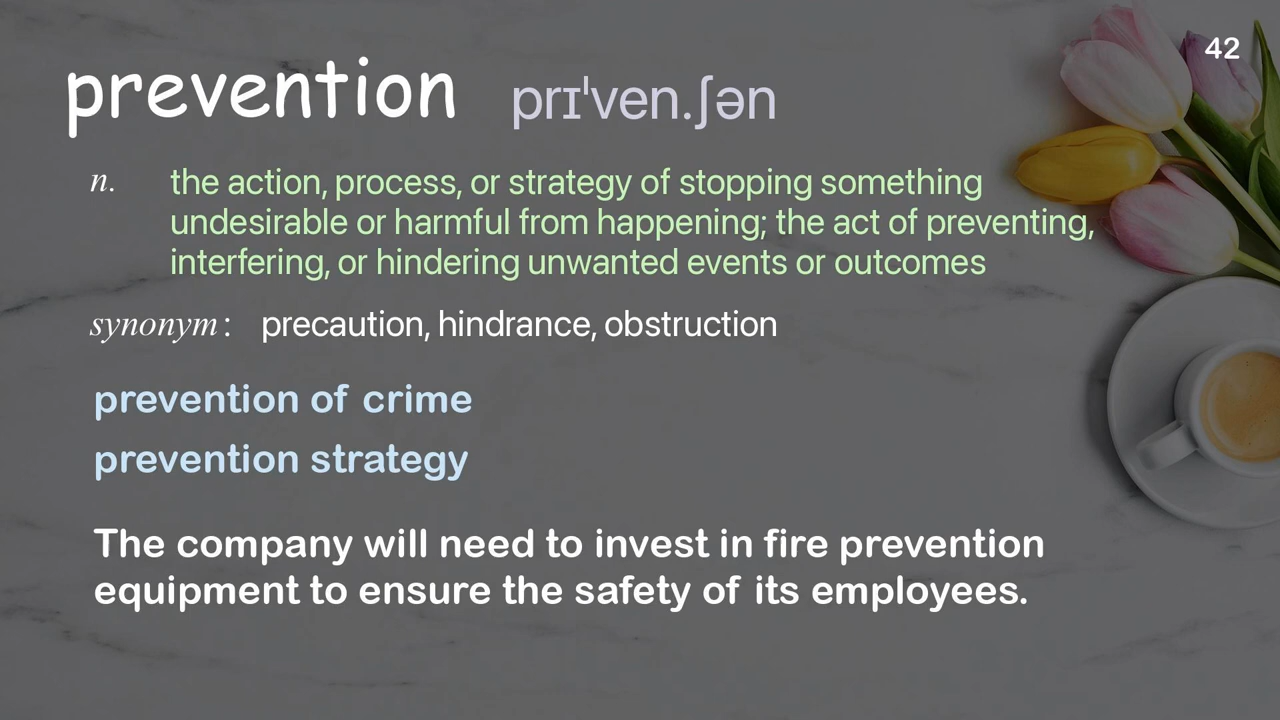 42
prevention prɪˈven.ʃən
n. the action, process, or strategy of stopping something
undesirable or harmful from happening; the act of preventing,
interfering, or hindering unwanted events or outcomes
synonym: precaution, hindrance, obstruction
prevention of crime
prevention strategy
The company will need to invest in fire prevention
equipment to ensure the safety of its employees.